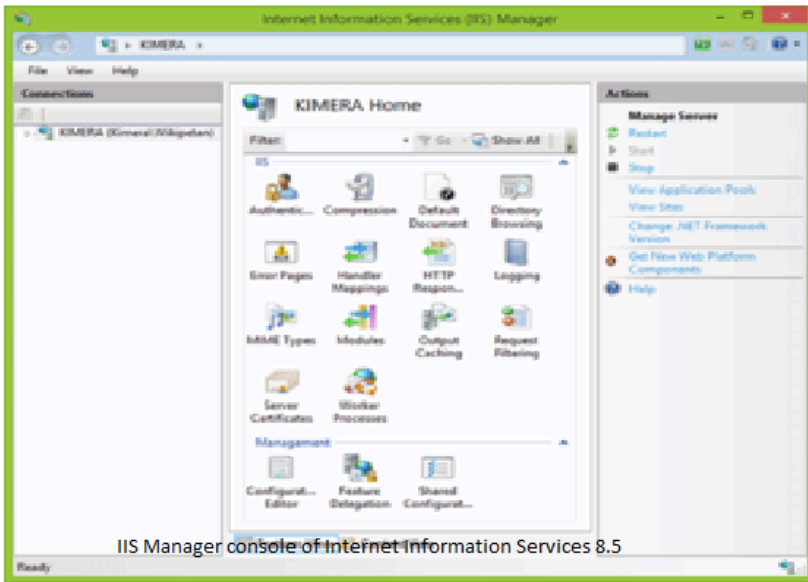 Internet Information Services (IIS) Manager
KIMERA
File View Help
Connections
KIMERA (Kimera\Wikipetan)
KIMERA Home
Filter: Go Show All
IIS
Authentic... Compression Default Document Directory Browsing
Error Pages Handler Mappings HTTP Respon... Logging
MIME Types Modules Output Caching Request Filtering
Server Certificates Worker Processes
Management
Configurat... Editor Feature Delegation Shared Configurat...
Actions
Manage Server
Restart
Start
Stop
View Application Pools
View Sites
Change .NET Framework
Version
Get New Web Platform
Components
Help
IIS Manager console of Internet Information Services 8.5
Ready